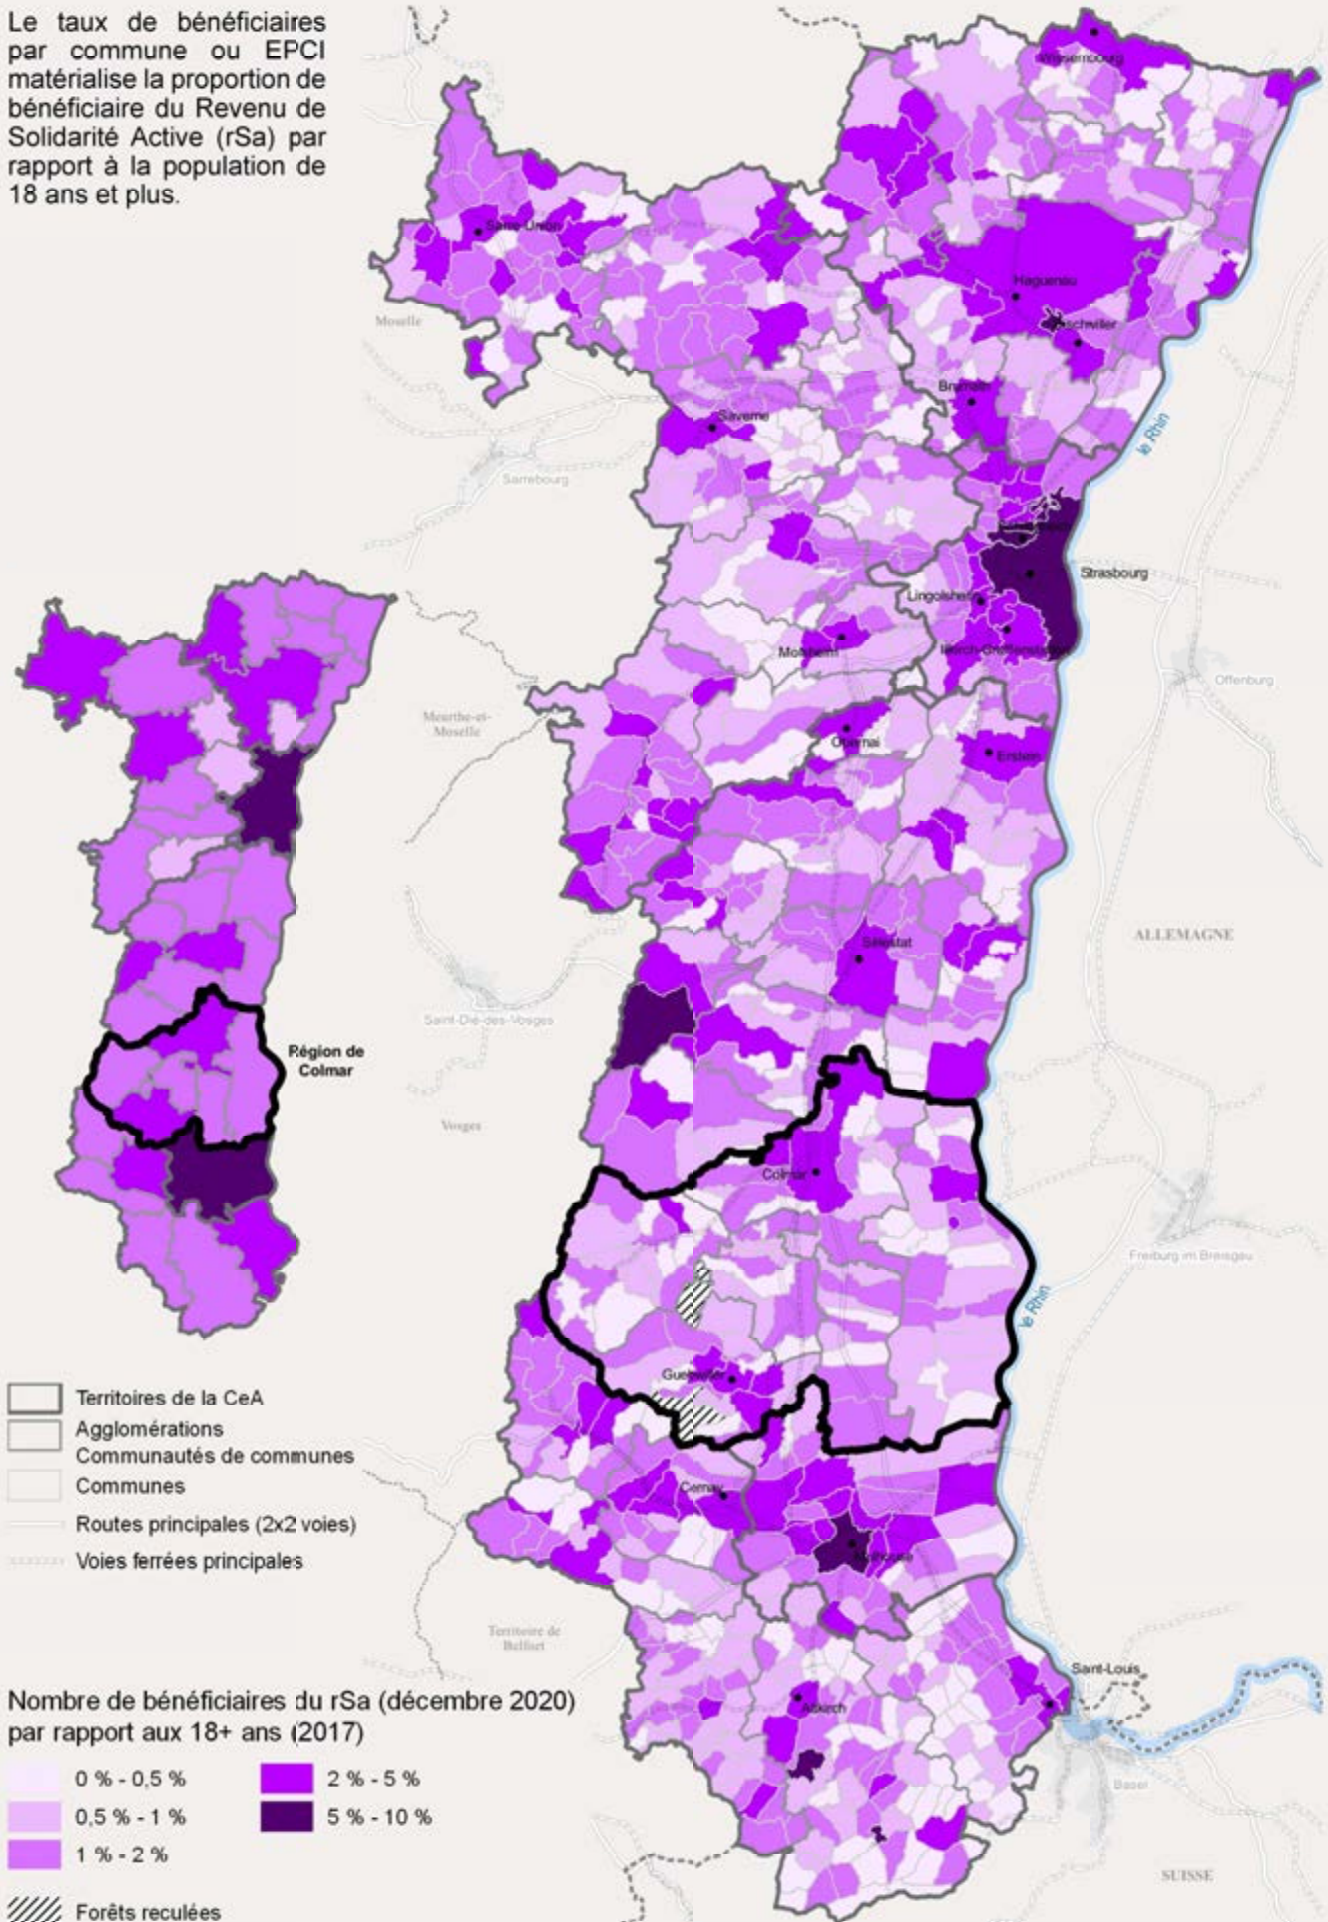 Le taux de bénéficiaires
par commune ou EPCI
matérialise la proportion de
bénéficiaire du Revenu de
Solidarité Active (rSa) par
rapport à la population de
18 ans et plus.
Wissembourg
Sarre-Union
Haguenau
Moselle
Bischwiller
Brumath
Saverne
le Rhin
Sarrebourg
Strasbourg
Lingolsheim
Molsheim
Illkirch-Graffenstaden
Offenburg
Meurthe-et-
Moselle
Obernai
Erstein
ALLEMAGNE
Sélestat
Saint-Dié-des-Vosges
Région de
Colmar
Vosges
Colmar
Freiburg im Breisgau
le Rhin
Guebwiller
Territoires de la CeA
Agglomérations
Communautés de communes
Communes
Routes principales (2x2 voies)
Voies ferrées principales
Cernay
Mulhouse
Territoire de
Belfort
Saint-Louis
Altkirch
Basel
SUISSE
Nombre de bénéficiaires du rSa (décembre 2020)
par rapport aux 18+ ans (2017)
0 % - 0,5 %
2 % - 5 %
0,5 % - 1 %
5 % - 10 %
1 % - 2 %
Forêts reculées